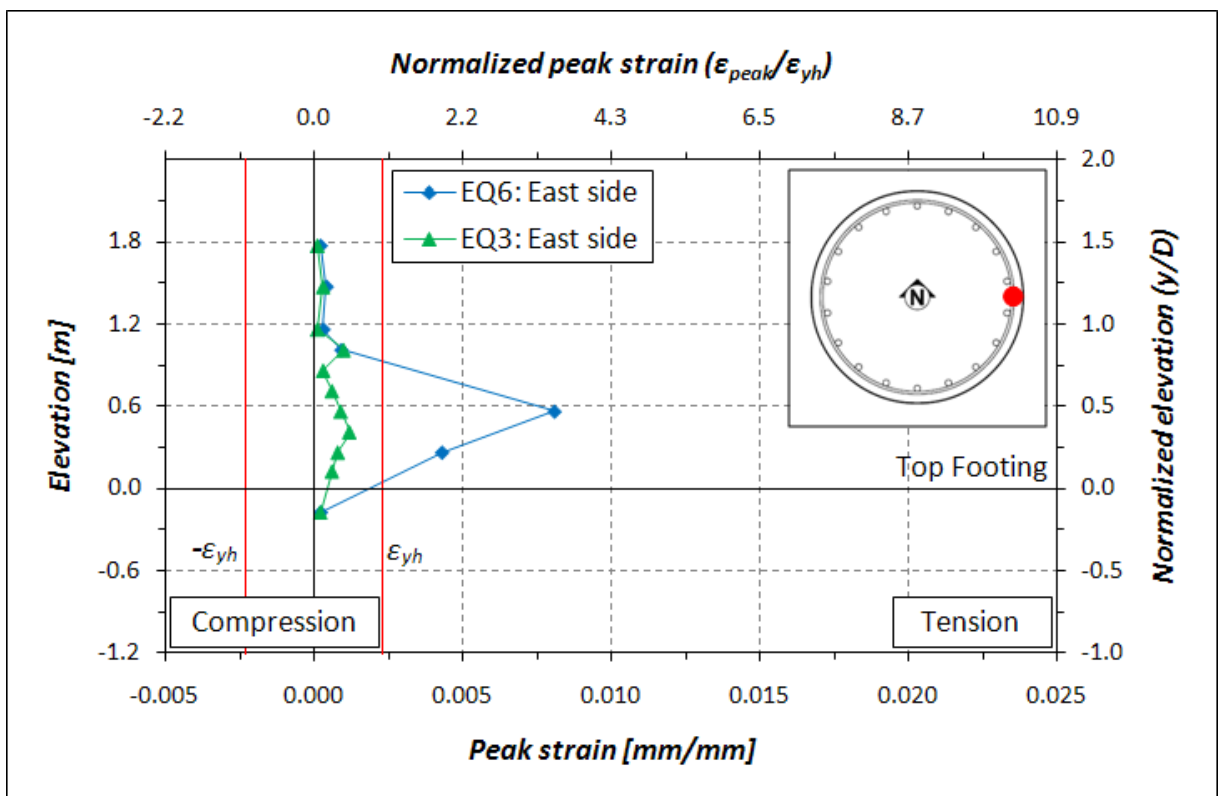 Normalized peak strain (εpeak/εyh)
-2.2 0.0 2.2 4.3 6.5 8.7 10.9
EQ6: East side
EQ3: East side
N
Top Footing
Elevation [m]
1.8
1.2
0.6
0.0
-0.6
-1.2
2.0
1.5
1.0
0.5
0.0
-0.5
-1.0
Normalized elevation (y/D)
-εyh
εyh
Compression
Tension
-0.005 0.000 0.005 0.010 0.015 0.020 0.025
Peak strain [mm/mm]